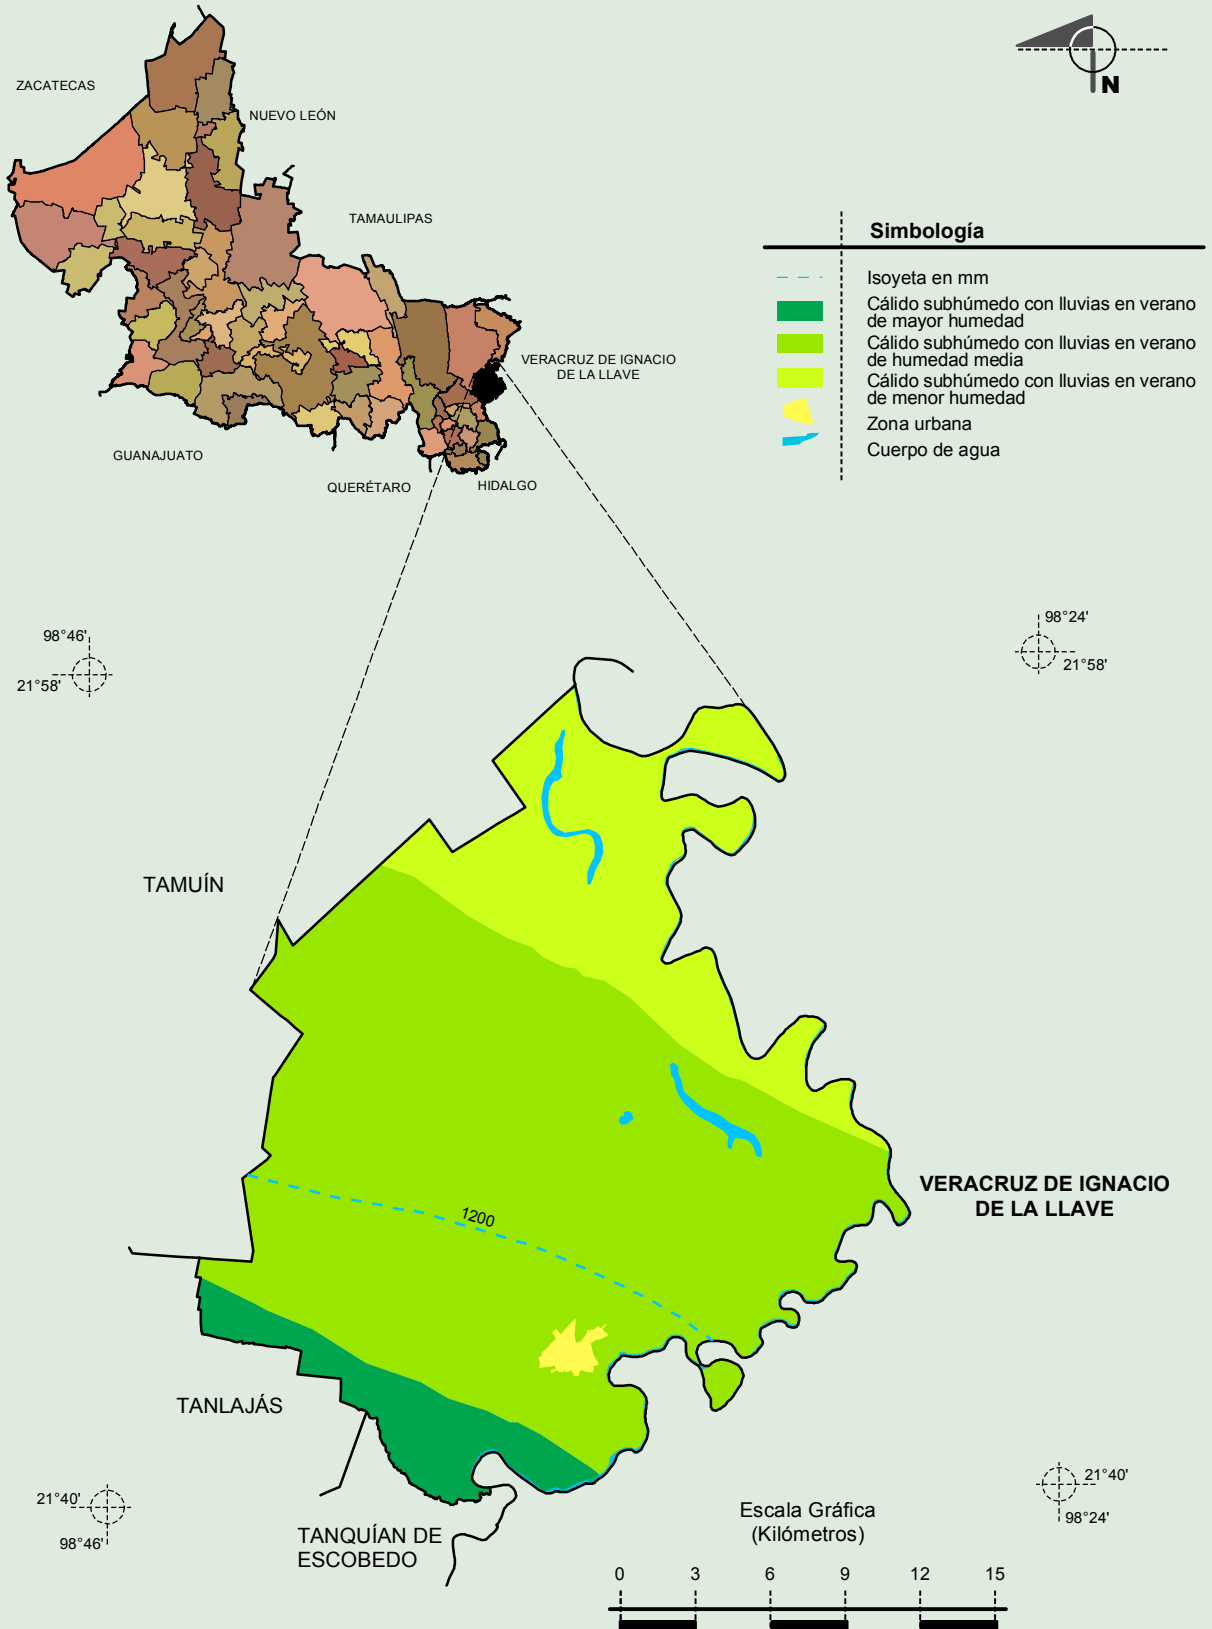 ZACATECAS
NUEVO LEÓN
TAMAULIPAS
VERACRUZ DE IGNACIO
DE LA LLAVE
GUANAJUATO
QUERÉTARO
HIDALGO
N
Simbología
Isoyeta en mm
Cálido subhúmedo con lluvias en verano
de mayor humedad
Cálido subhúmedo con lluvias en verano
de humedad media
Cálido subhúmedo con lluvias en verano
de menor humedad
Zona urbana
Cuerpo de agua
98°46'
21°58'
98°24'
21°58'
TAMUÍN
1200
VERACRUZ DE IGNACIO
DE LA LLAVE
TANLAJÁS
TANQUÍAN DE
ESCOBEDO
21°40'
98°46'
21°40'
98°24'
Escala Gráfica
(Kilómetros)
0 3 6 9 12 15